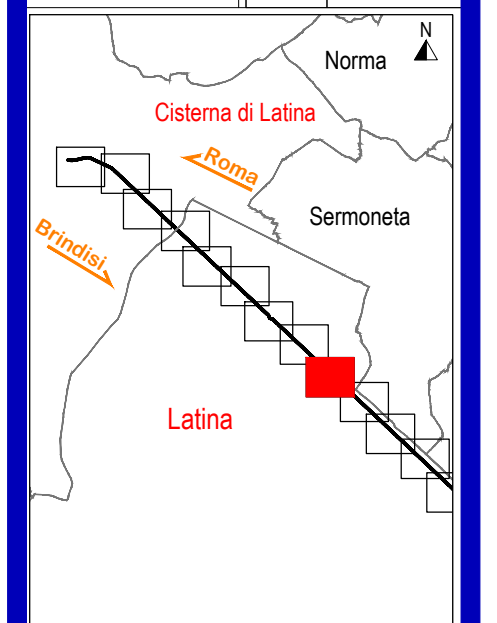 N
Norma
Cisterna di Latina
Roma
Sermoneta
Brindisi
Latina